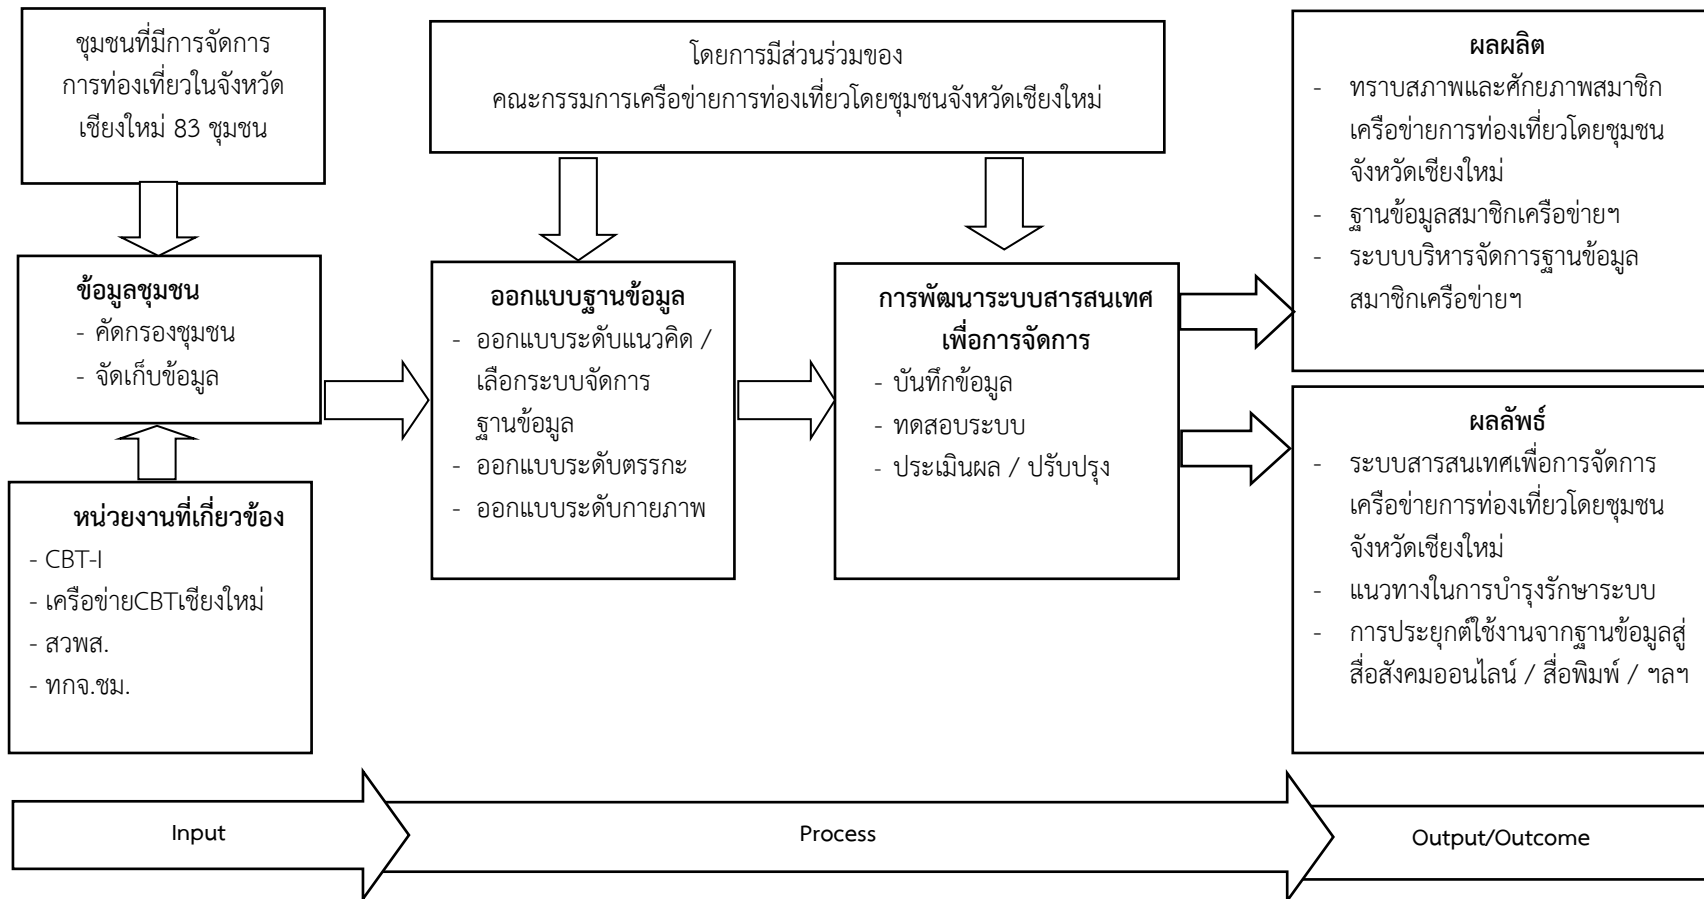 ชุมชนที่มีการจัดการ
การท่องเที่ยวในจังหวัด
เชียงใหม่ 83 ชุมชน
โดยการมีส่วนร่วมของ
คณะกรรมการเครือข่ายการท่องเที่ยวโดยชุมชนจังหวัดเชียงใหม่
ข้อมูลชุมชน
- คัดกรองชุมชน
- จัดเก็บข้อมูล
หน่วยงานที่เกี่ยวข้อง
- CBT-I
- เครือข่ายCBTเชียงใหม่
- สวพส.
- ทกจ.ชม.
ออกแบบฐานข้อมูล
- ออกแบบระดับแนวคิด /
เลือกระบบจัดการ
ฐานข้อมูล
- ออกแบบระดับตรรกะ
- ออกแบบระดับกายภาพ
การพัฒนาระบบสารสนเทศ
เพื่อการจัดการ
- บันทึกข้อมูล
- ทดสอบระบบ
- ประเมินผล / ปรับปรุง
ผลผลิต
- ทราบสภาพและศักยภาพสมาชิก
เครือข่ายการท่องเที่ยวโดยชุมชน
จังหวัดเชียงใหม่
- ฐานข้อมูลสมาชิกเครือข่ายฯ
- ระบบบริหารจัดการฐานข้อมูล
สมาชิกเครือข่ายฯ
ผลลัพธ์
- ระบบสารสนเทศเพื่อการจัดการ
เครือข่ายการท่องเที่ยวโดยชุมชน
จังหวัดเชียงใหม่
- แนวทางในการบำรุงรักษาระบบ
- การประยุกต์ใช้งานจากฐานข้อมูลสู่
สื่อสังคมออนไลน์ / สื่อพิมพ์ / ฯลฯ
Input
Process
Output/Outcome